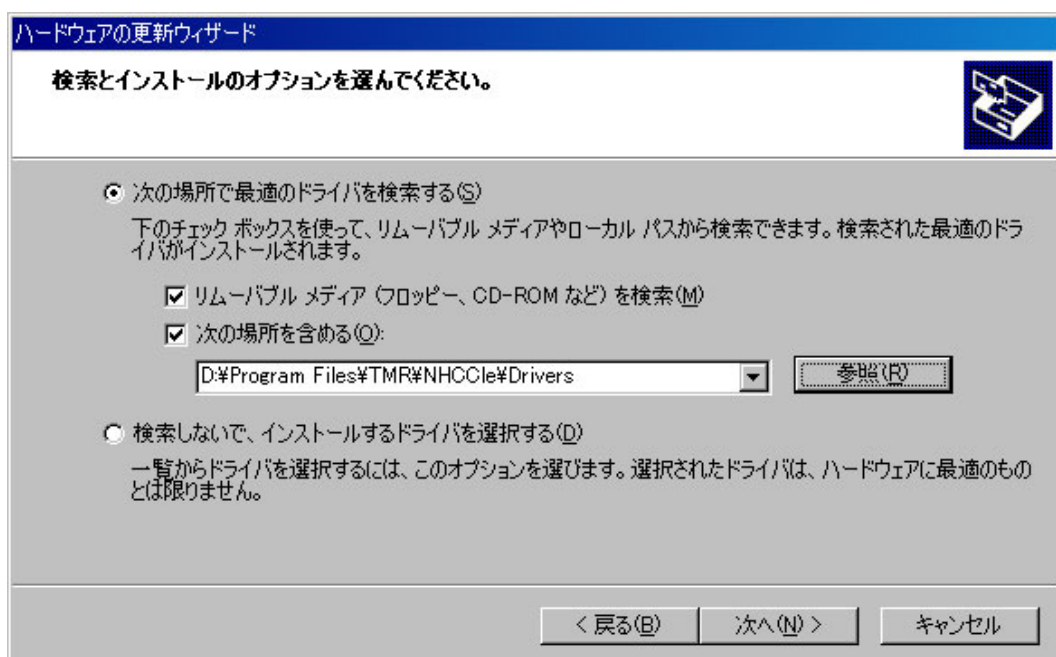 ハードウェアの更新ウィザード
検索とインストールのオプションを選んでください。
次の場所で最適のドライバを検索する(S)
下のチェック ボックスを使って、リムーバブル メディアやローカル パスから検索できます。検索された最適のドラ
イバがインストールされます。
リムーバブル メディア (フロッピー、CD-ROM など) を検索(M)
次の場所を含める(O):
D:¥Program Files¥TMR¥NHCCIe¥Drivers
参照(R)
検索しないで、インストールするドライバを選択する(D)
一覧からドライバを選択するには、このオプションを選びます。選択されたドライバは、ハードウェアに最適のもの
とは限りません。
< 戻る(B)
次へ(N) >
キャンセル